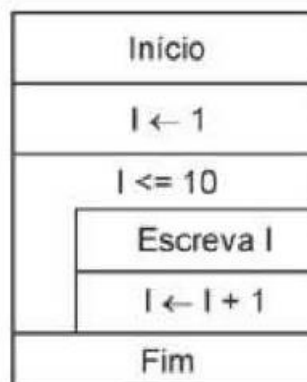 Início
I ← 1
I <= 10
Escreva I
I ← I + 1
Fim